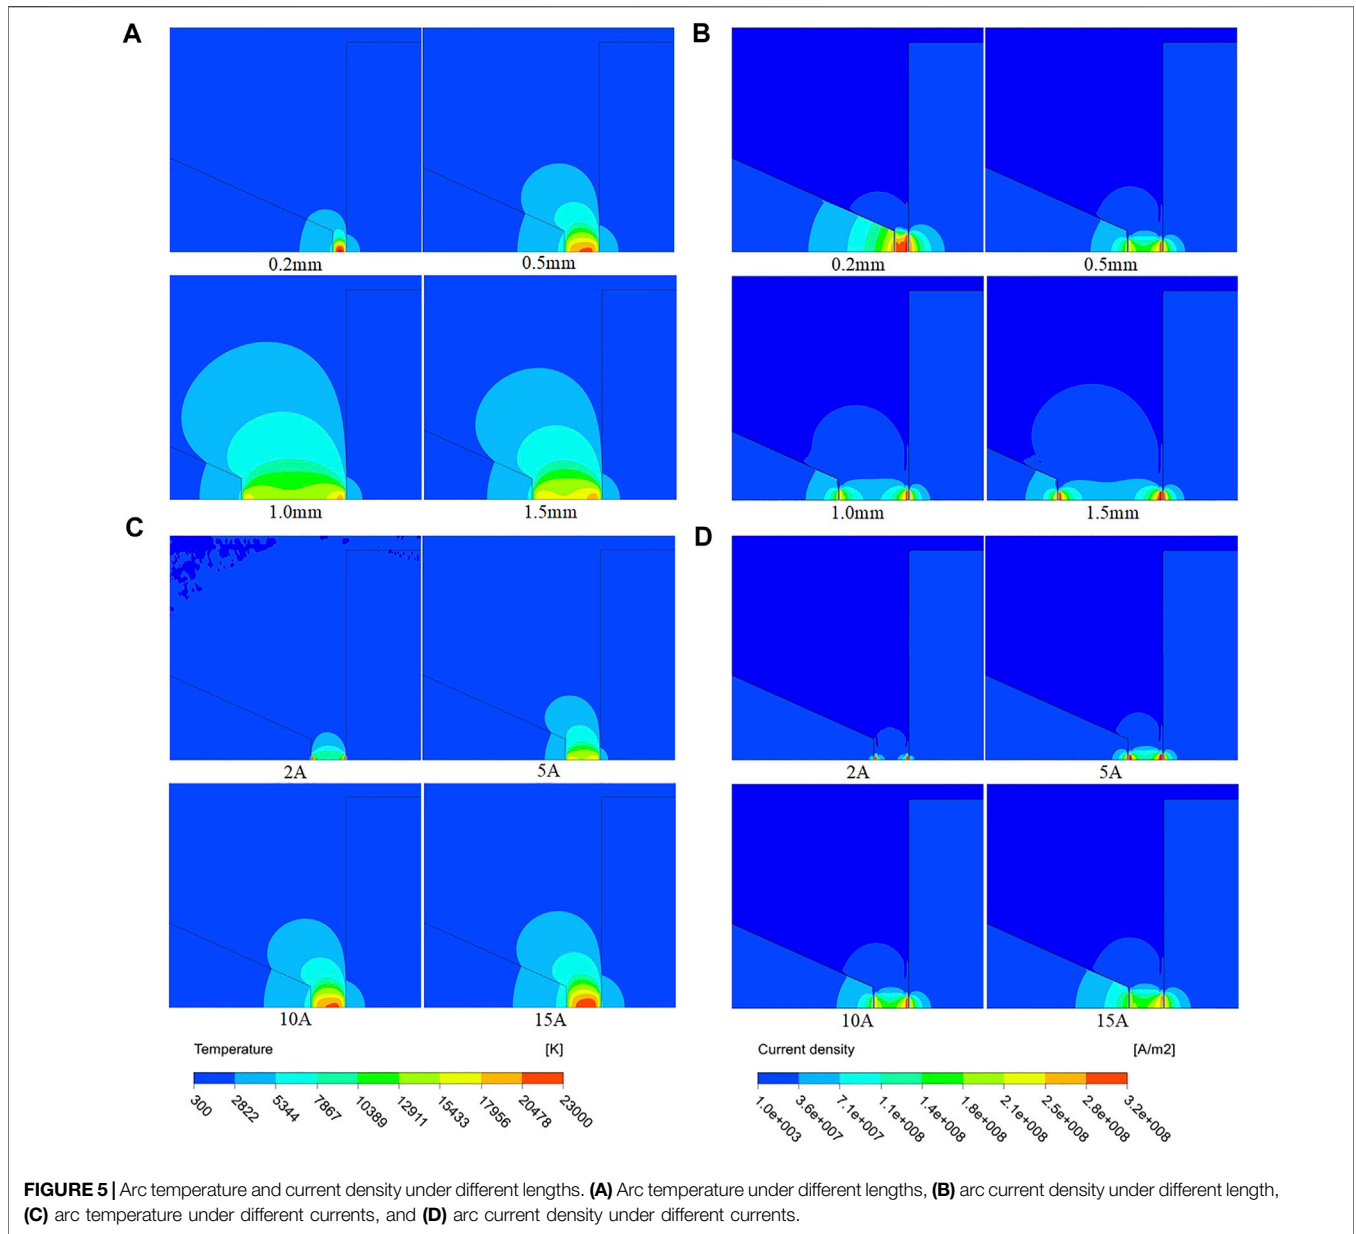 A
B
0.2mm
0.5mm
0.2mm
0.5mm
1.0mm
1.5mm
1.0mm
1.5mm
C
D
2A
5A
2A
5A
10A
15A
10A
15A
Temperature [K]
300 2822 5344 7867 10389 12911 15433 17956 20478 23000
Current density [A/m2]
1.0e+003 3.6e+007 7.1e+007 1.1e+008 1.4e+008 1.8e+008 2.1e+008 2.5e+008 2.8e+008 3.2e+008
FIGURE 5 | Arc temperature and current density under different lengths. (A) Arc temperature under different lengths, (B) arc current density under different length,
(C) arc temperature under different currents, and (D) arc current density under different currents.